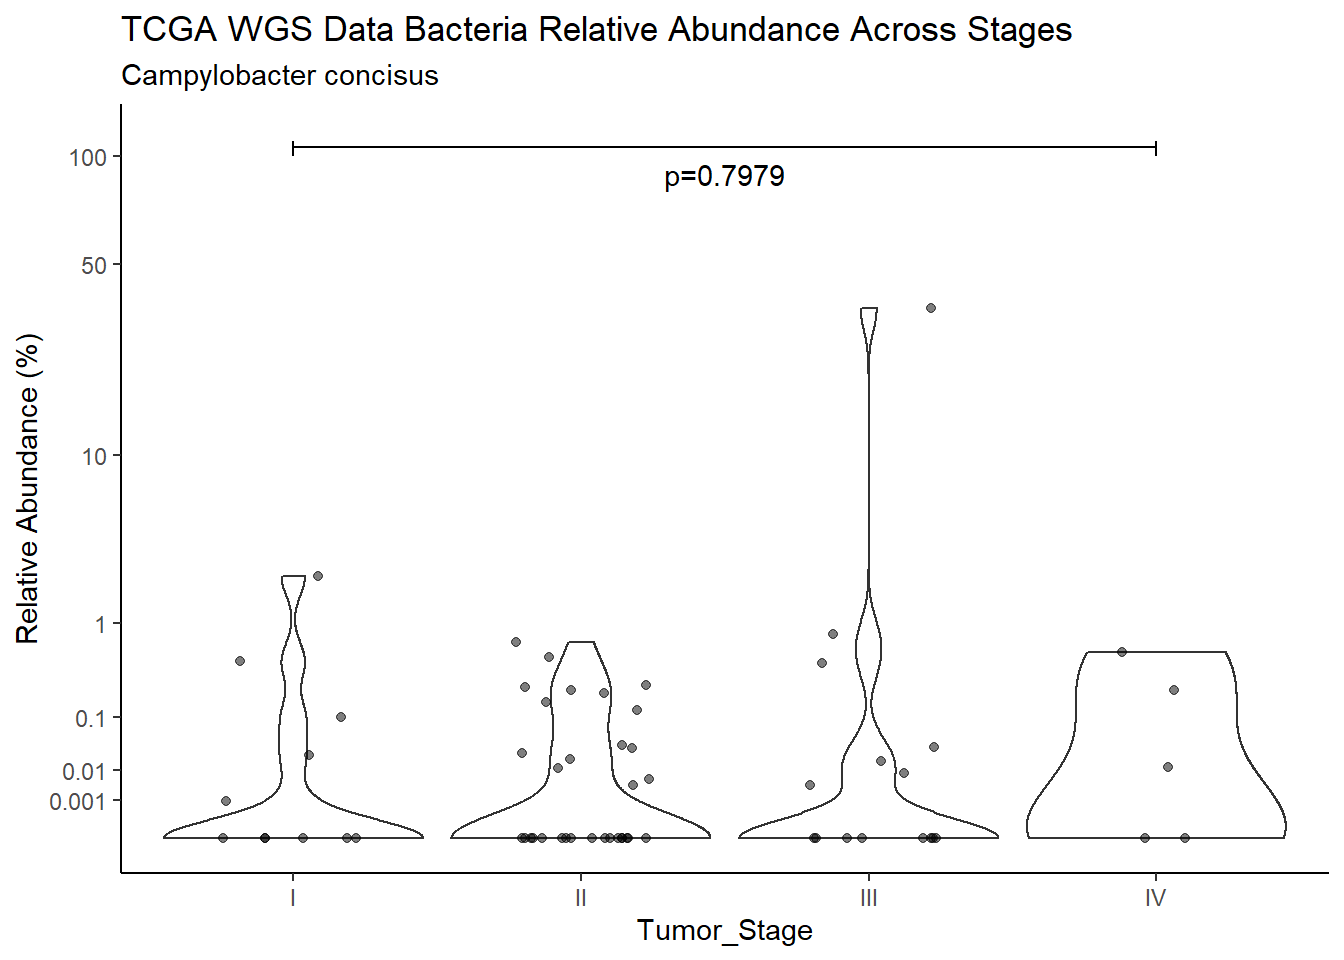 TCGA WGS Data Bacteria Relative Abundance Across Stages
Campylobacter concisus
100
p=0.7979
50
Relative Abundance (%)
10
1
0.1
0.01
0.001
I
II
III
IV
Tumor_Stage